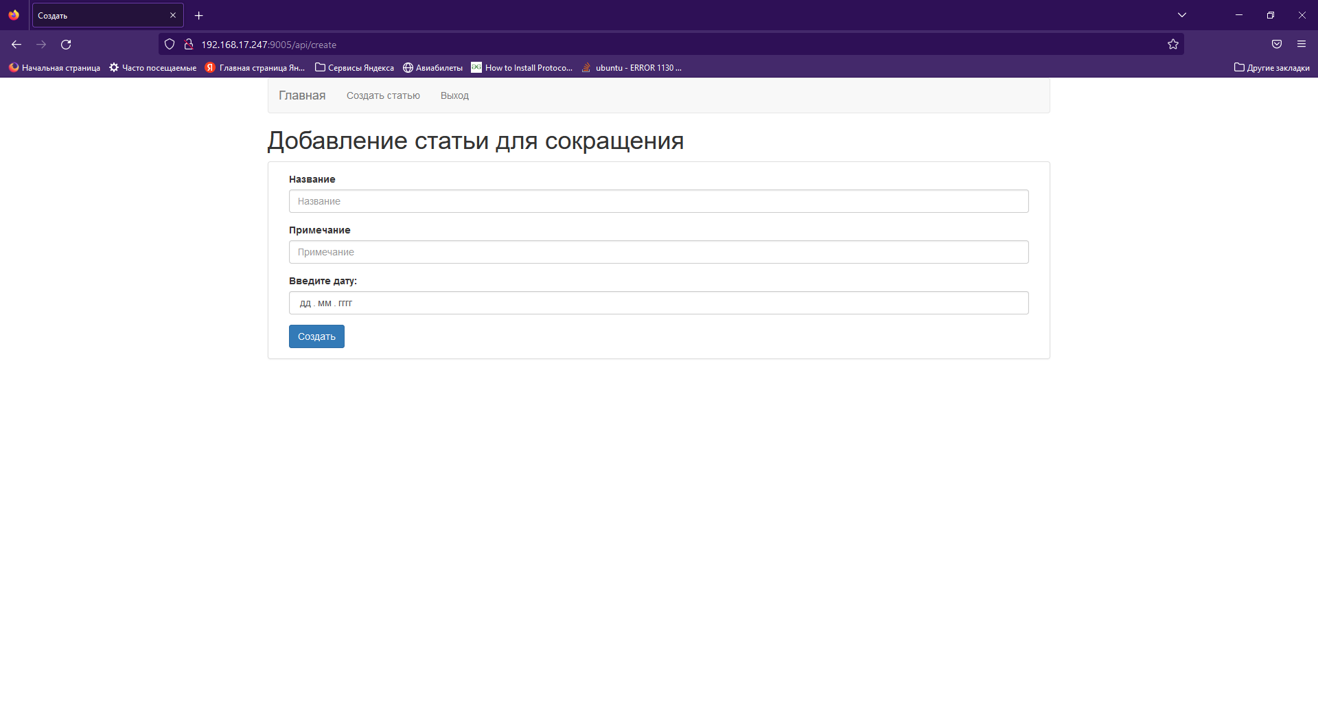 Создать
192.168.17.247:9005/api/create
Начальная страница Часто посещаемые Главная страница Ян... Сервисы Яндекса Авиабилеты How to Install Protoco... ubuntu - ERROR 1130 ... Другие закладки
Главная Создать статью Выход
Добавление статьи для сокращения
Название
Название
Примечание
Примечание
Введите дату:
дд . мм . гггг
Создать